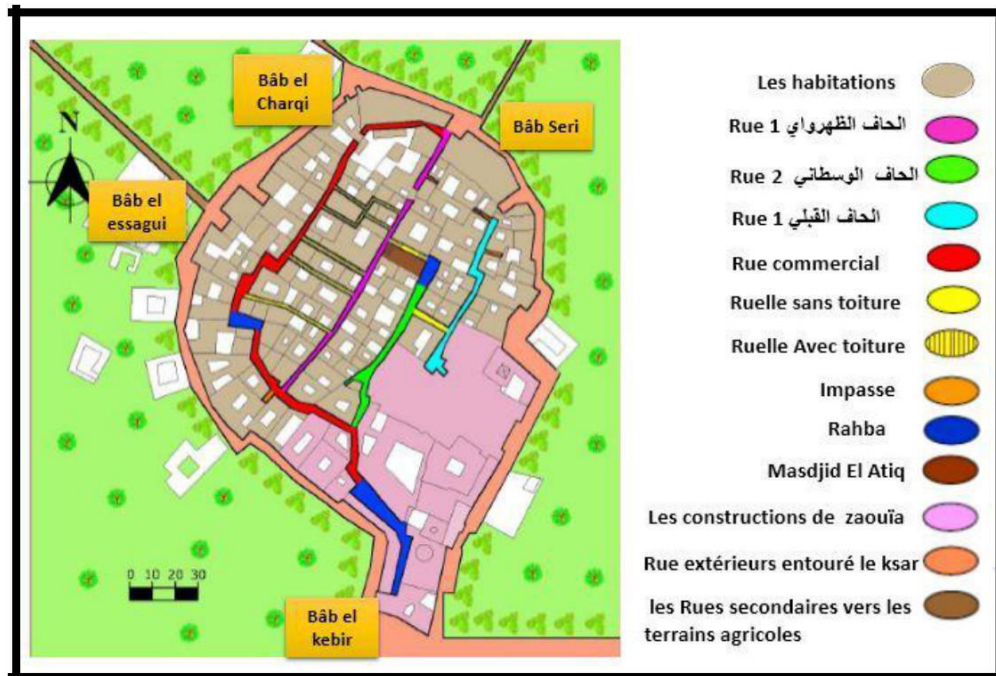 Bâb el
Charqi
Bâb Seri
N
Bâb el
essagui
0 10 20 30
Bâb el
kebir
Les habitations
Rue 1 الحاف الظهرواي
Rue 2 الحاف الوسطاني
Rue 1 الحاف القبلي
Rue commercial
Ruelle sans toiture
Ruelle Avec toiture
Impasse
Rahba
Masdjid El Atiq
Les constructions de zaouïa
Rue extérieurs entouré le ksar
les Rues secondaires vers les
terrains agricoles